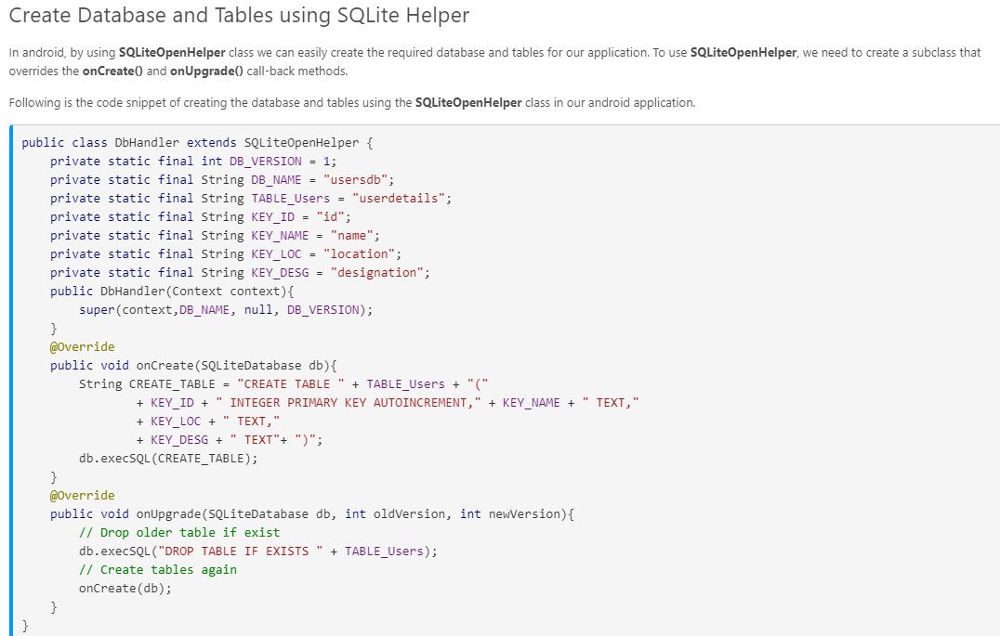 Create Database and Tables using SQLite Helper
In android, by using SQLiteOpenHelper class we can easily create the required database and tables for our application. To use SQLiteOpenHelper, we need to create a subclass that
overrides the onCreate() and onUpgrade() call-back methods.
Following is the code snippet of creating the database and tables using the SQLiteOpenHelper class in our android application.
public class DbHandler extends SQLiteOpenHelper {
    private static final int DB_VERSION = 1;
    private static final String DB_NAME = "usersdb";
    private static final String TABLE_Users = "userdetails";
    private static final String KEY_ID = "id";
    private static final String KEY_NAME = "name";
    private static final String KEY_LOC = "location";
    private static final String KEY_DESG = "designation";
    public DbHandler(Context context){
        super(context,DB_NAME, null, DB_VERSION);
    }
    @Override
    public void onCreate(SQLiteDatabase db){
        String CREATE_TABLE = "CREATE TABLE " + TABLE_Users + "("
                + KEY_ID + " INTEGER PRIMARY KEY AUTOINCREMENT," + KEY_NAME + " TEXT,"
                + KEY_LOC + " TEXT,"
                + KEY_DESG + " TEXT"+ ")";
        db.execSQL(CREATE_TABLE);
    }
    @Override
    public void onUpgrade(SQLiteDatabase db, int oldVersion, int newVersion){
        // Drop older table if exist
        db.execSQL("DROP TABLE IF EXISTS " + TABLE_Users);
        // Create tables again
        onCreate(db);
    }
}